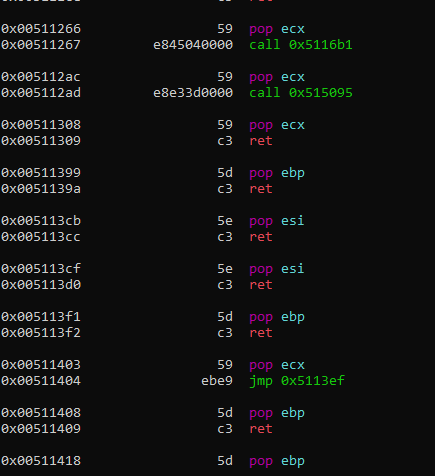 0x00511266 59 pop ecx
0x00511267 e845040000 call 0x5116b1
0x005112ac 59 pop ecx
0x005112ad e8e33d0000 call 0x515095
0x00511308 59 pop ecx
0x00511309 c3 ret
0x00511399 5d pop ebp
0x0051139a c3 ret
0x005113cb 5e pop esi
0x005113cc c3 ret
0x005113cf 5e pop esi
0x005113d0 c3 ret
0x005113f1 5d pop ebp
0x005113f2 c3 ret
0x00511403 59 pop ecx
0x00511404 ebe9 jmp 0x5113ef
0x00511408 5d pop ebp
0x00511409 c3 ret
0x00511418 5d pop ebp